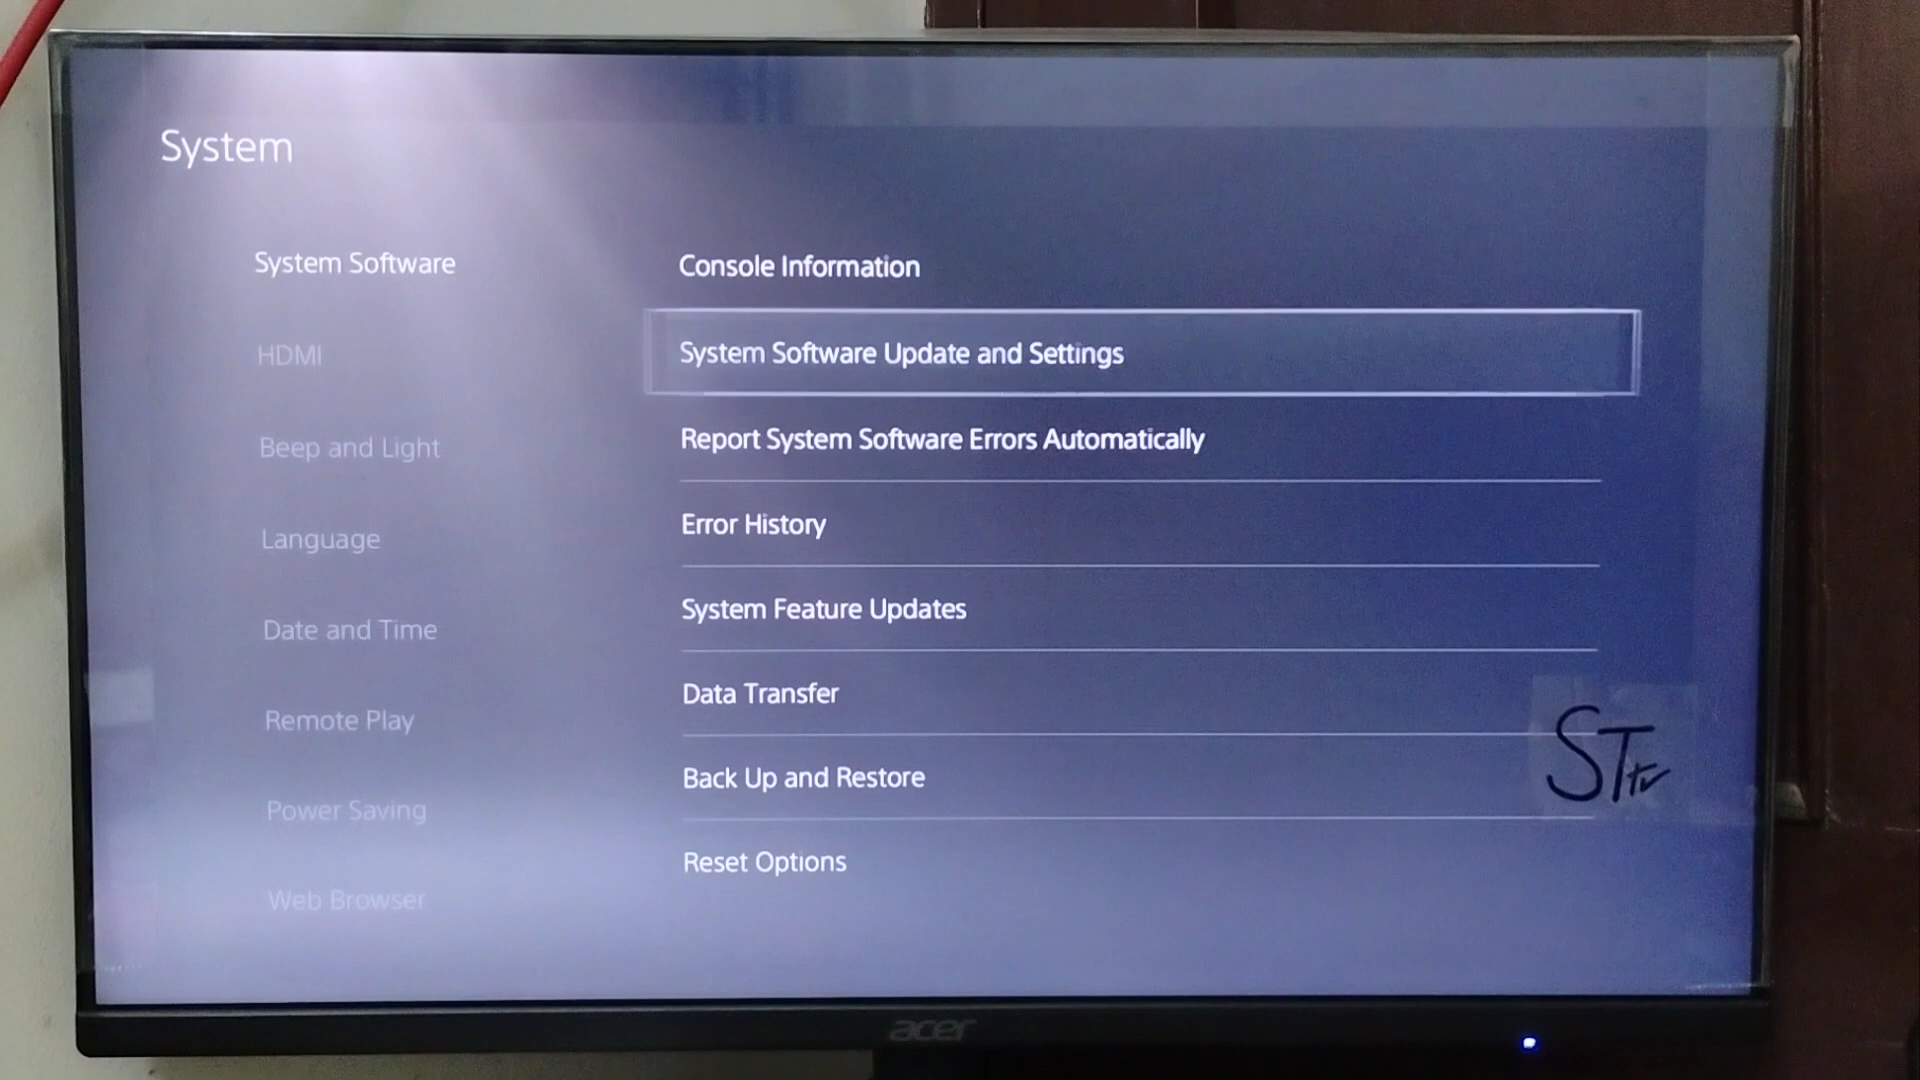 System
System Software
HDMI
Beep and Light
Language
Date and Time
Remote Play
Power Saving
Web Browser
Console Information
System Software Update and Settings
Report System Software Errors Automatically
Error History
System Feature Updates
Data Transfer
Back Up and Restore
Reset Options
STtv
acer